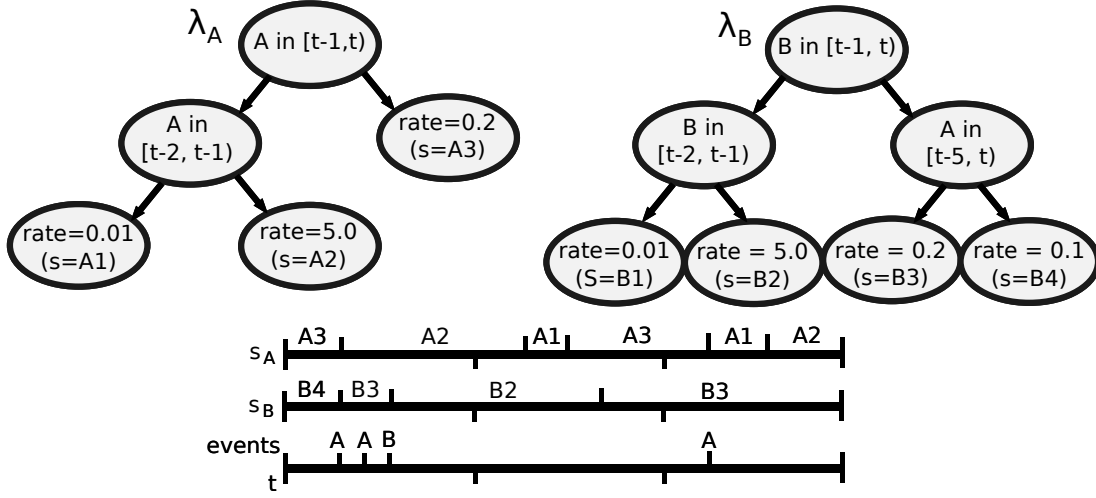 λA
A in [t-1,t)
A in
[t-2, t-1)
rate=0.2
(s=A3)
rate=0.01
(s=A1)
rate=5.0
(s=A2)
λB
B in [t-1, t)
B in
[t-2, t-1)
A in
[t-5, t)
rate=0.01
(S=B1)
rate = 5.0
(s=B2)
rate = 0.2
(s=B3)
rate = 0.1
(s=B4)
sA A3 A2 A1 A3 A1 A2
sB B4 B3 B2 B3
events A A B A
t